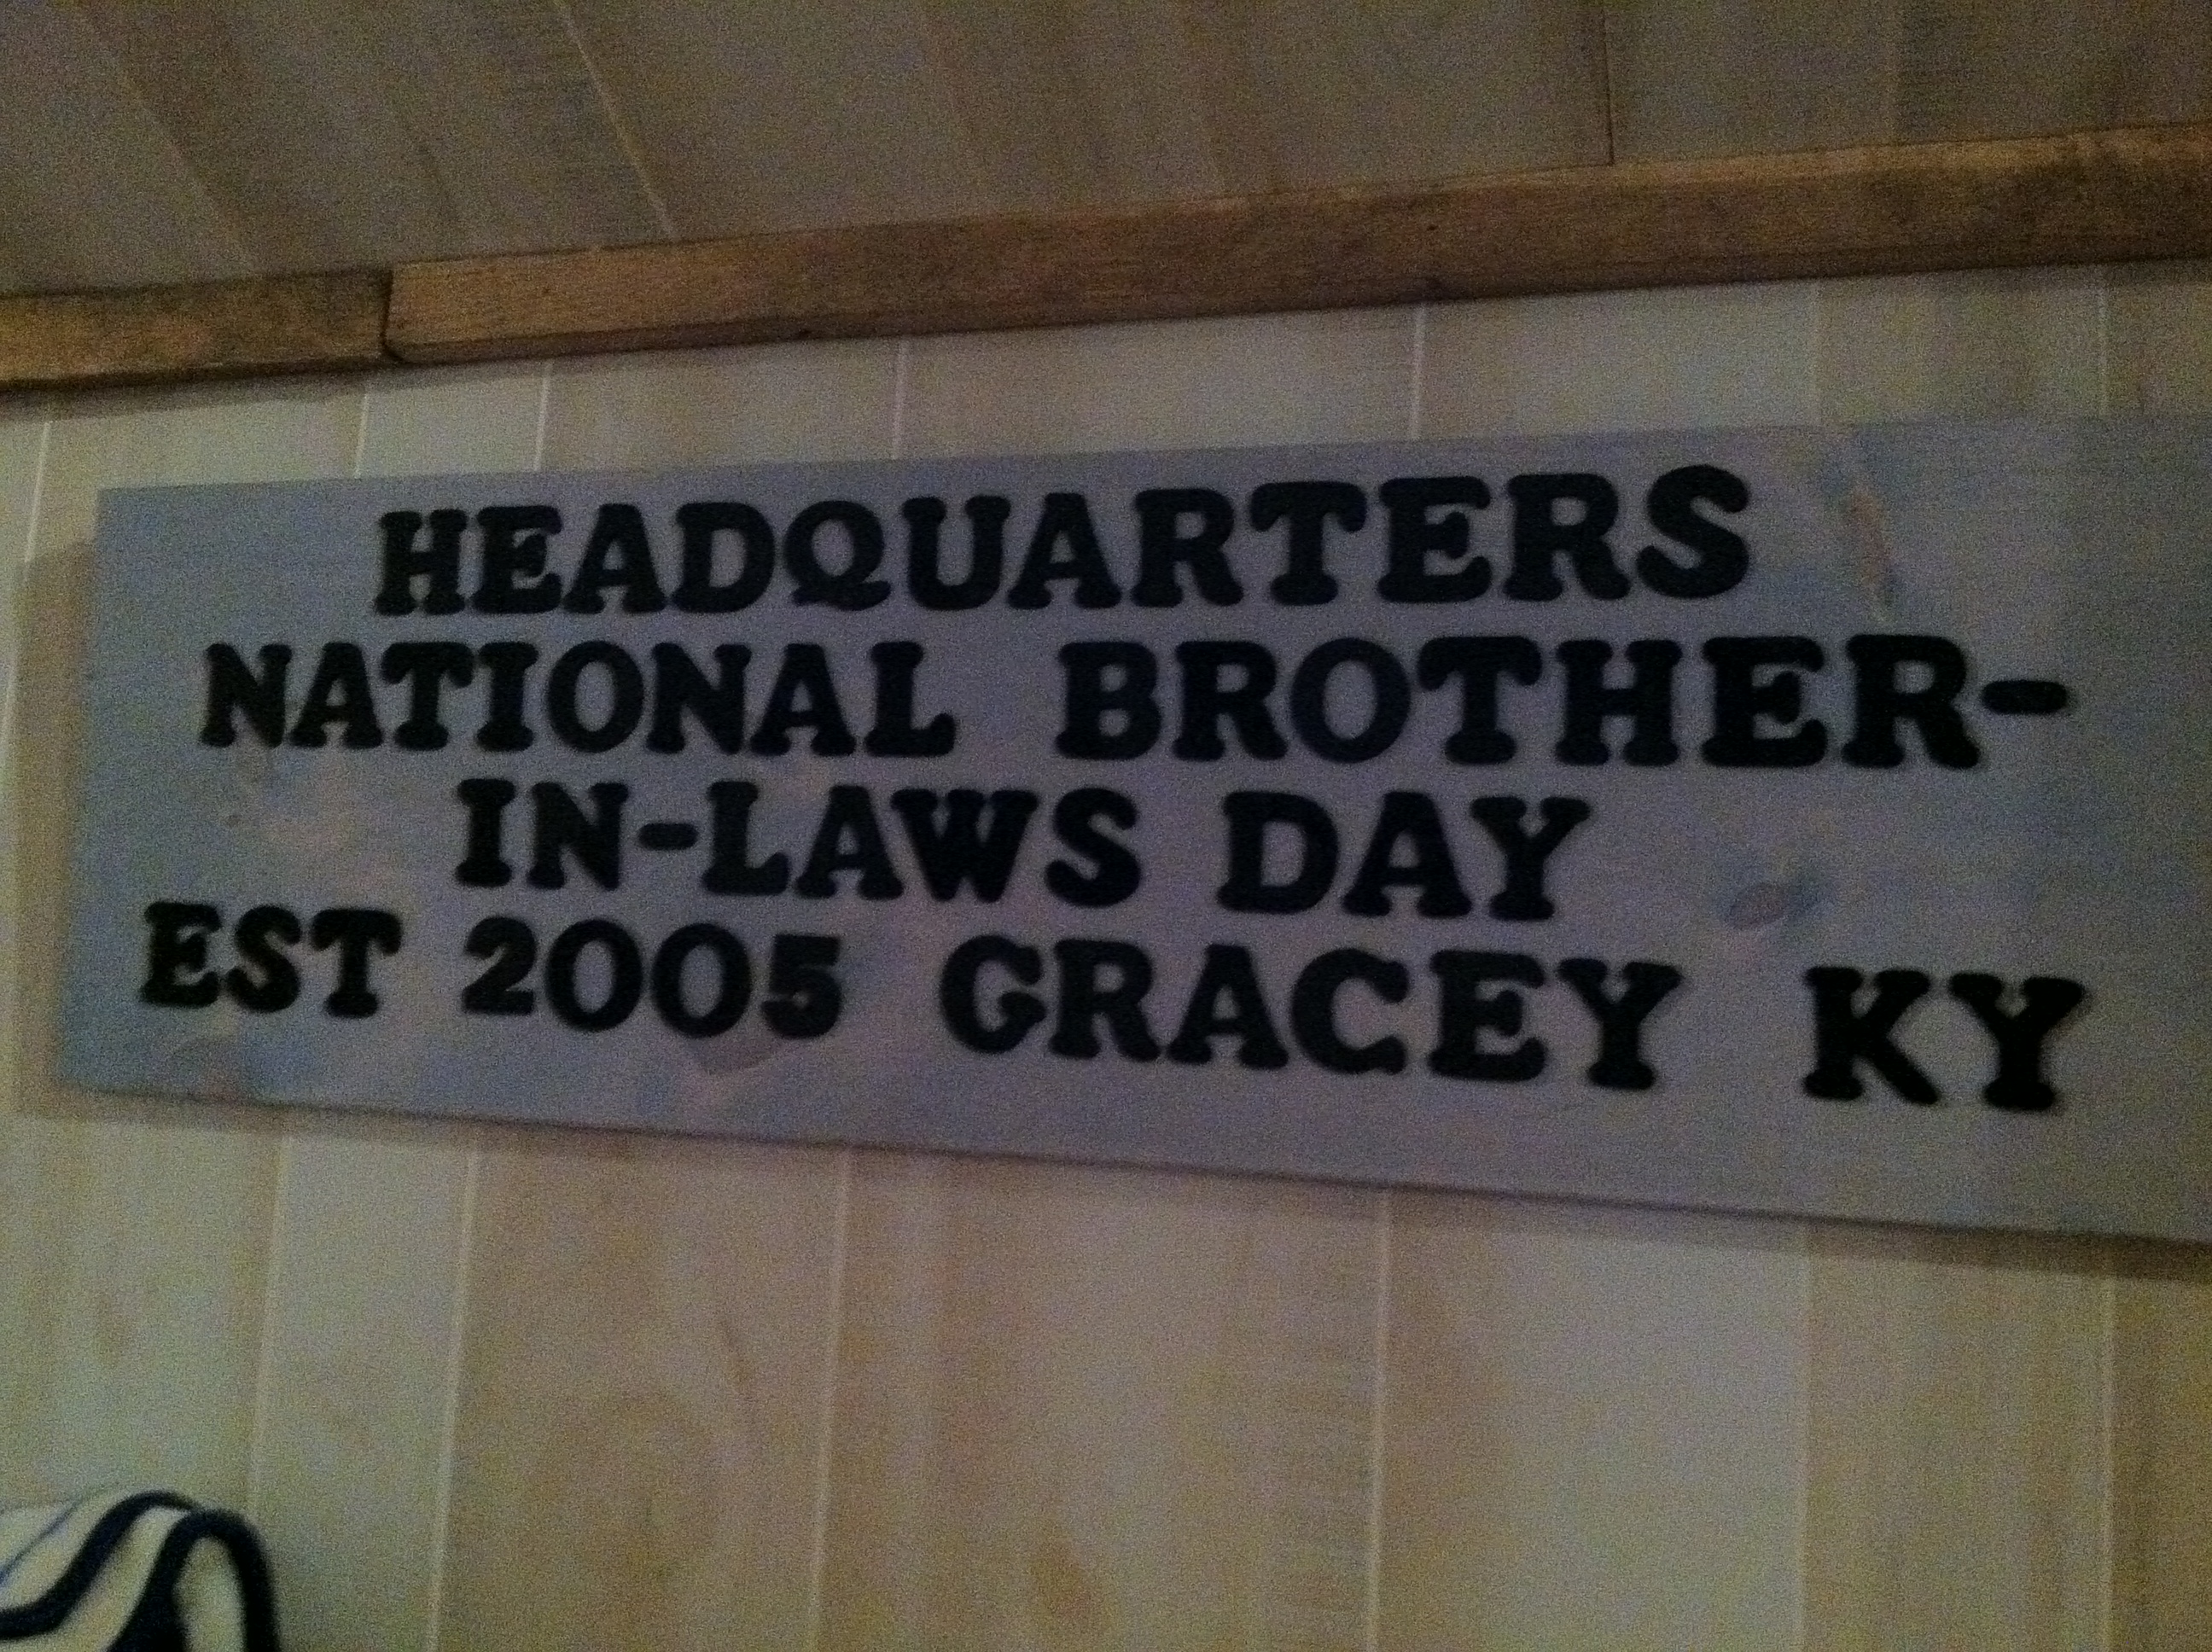 HEADQUARTERS
NATIONAL BROTHER-
IN-LAWS DAY
EST 2005 GRACEY KY